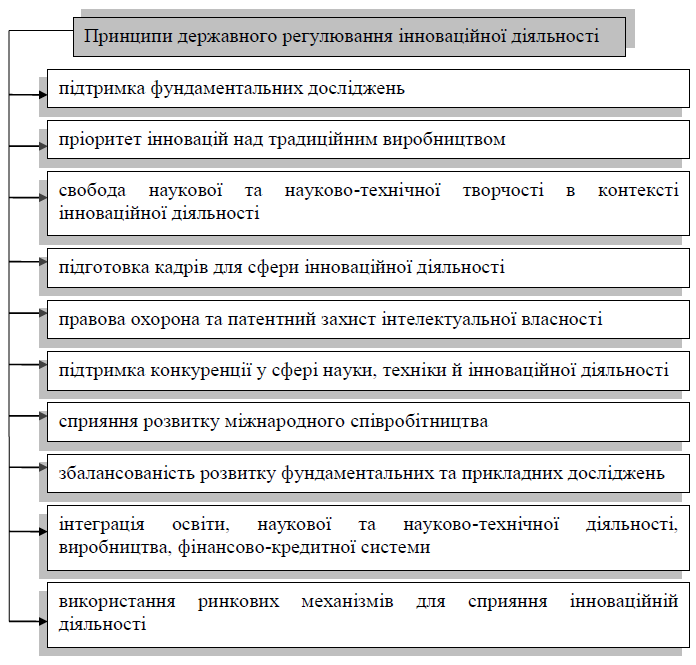 Принципи державного регулювання інноваційної діяльності
підтримка фундаментальних досліджень
пріоритет інновацій над традиційним виробництвом
свобода наукової та науково-технічної творчості в контексті
інноваційної діяльності
підготовка кадрів для сфери інноваційної діяльності
правова охорона та патентний захист інтелектуальної власності
підтримка конкуренції у сфері науки, техніки й інноваційної діяльності
сприяння розвитку міжнародного співробітництва
збалансованість розвитку фундаментальних та прикладних досліджень
інтеграція освіти, наукової та науково-технічної діяльності,
виробництва, фінансово-кредитної системи
використання ринкових механізмів для сприяння інноваційній
діяльності